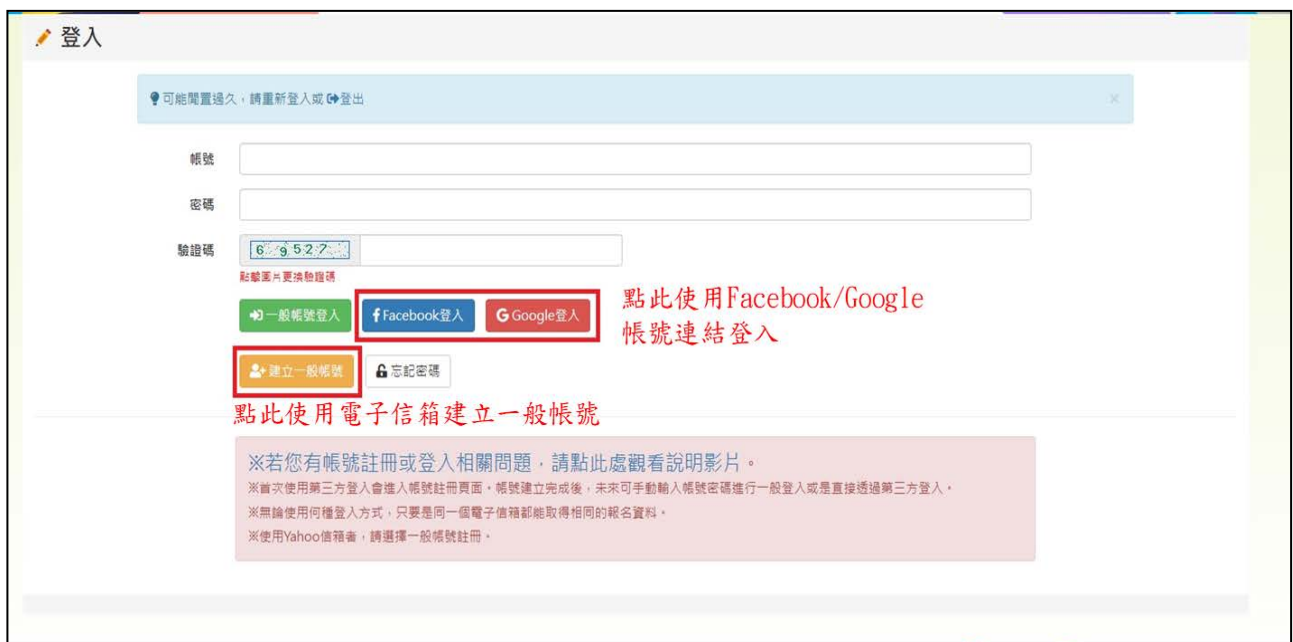 登入
可能閒置過久，請重新登入或登出
×
帳號
密碼
驗證碼
6 9 5 2 7
點擊圖片更換驗證碼
一般帳號登入 Facebook登入 Google登入
點此使用Facebook/Google
帳號連結登入
建立一般帳號 忘記密碼
點此使用電子信箱建立一般帳號
※若您有帳號註冊或登入相關問題，請點此處觀看說明影片。
※首次使用第三方登入會進入帳號註冊頁面。帳號建立完成後，未來可手動輸入帳號密碼進行一般登入或是直接透過第三方登入。
※無論使用何種登入方式，只要是同一個電子信箱都能取得相同的報名資料。
※使用Yahoo信箱者，請選擇一般帳號註冊。